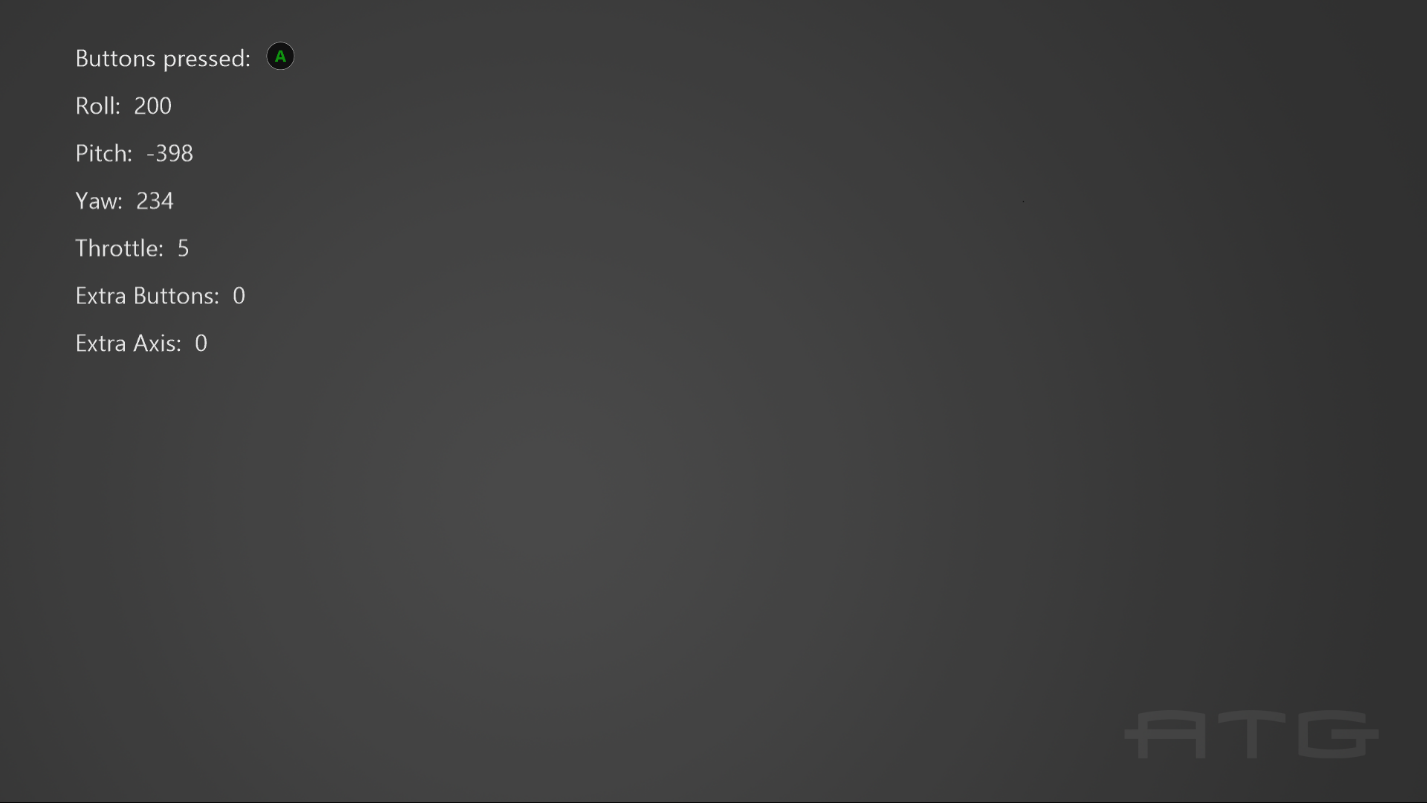 Buttons pressed: A
Roll: 200
Pitch: -398
Yaw: 234
Throttle: 5
Extra Buttons: 0
Extra Axis: 0
ATG